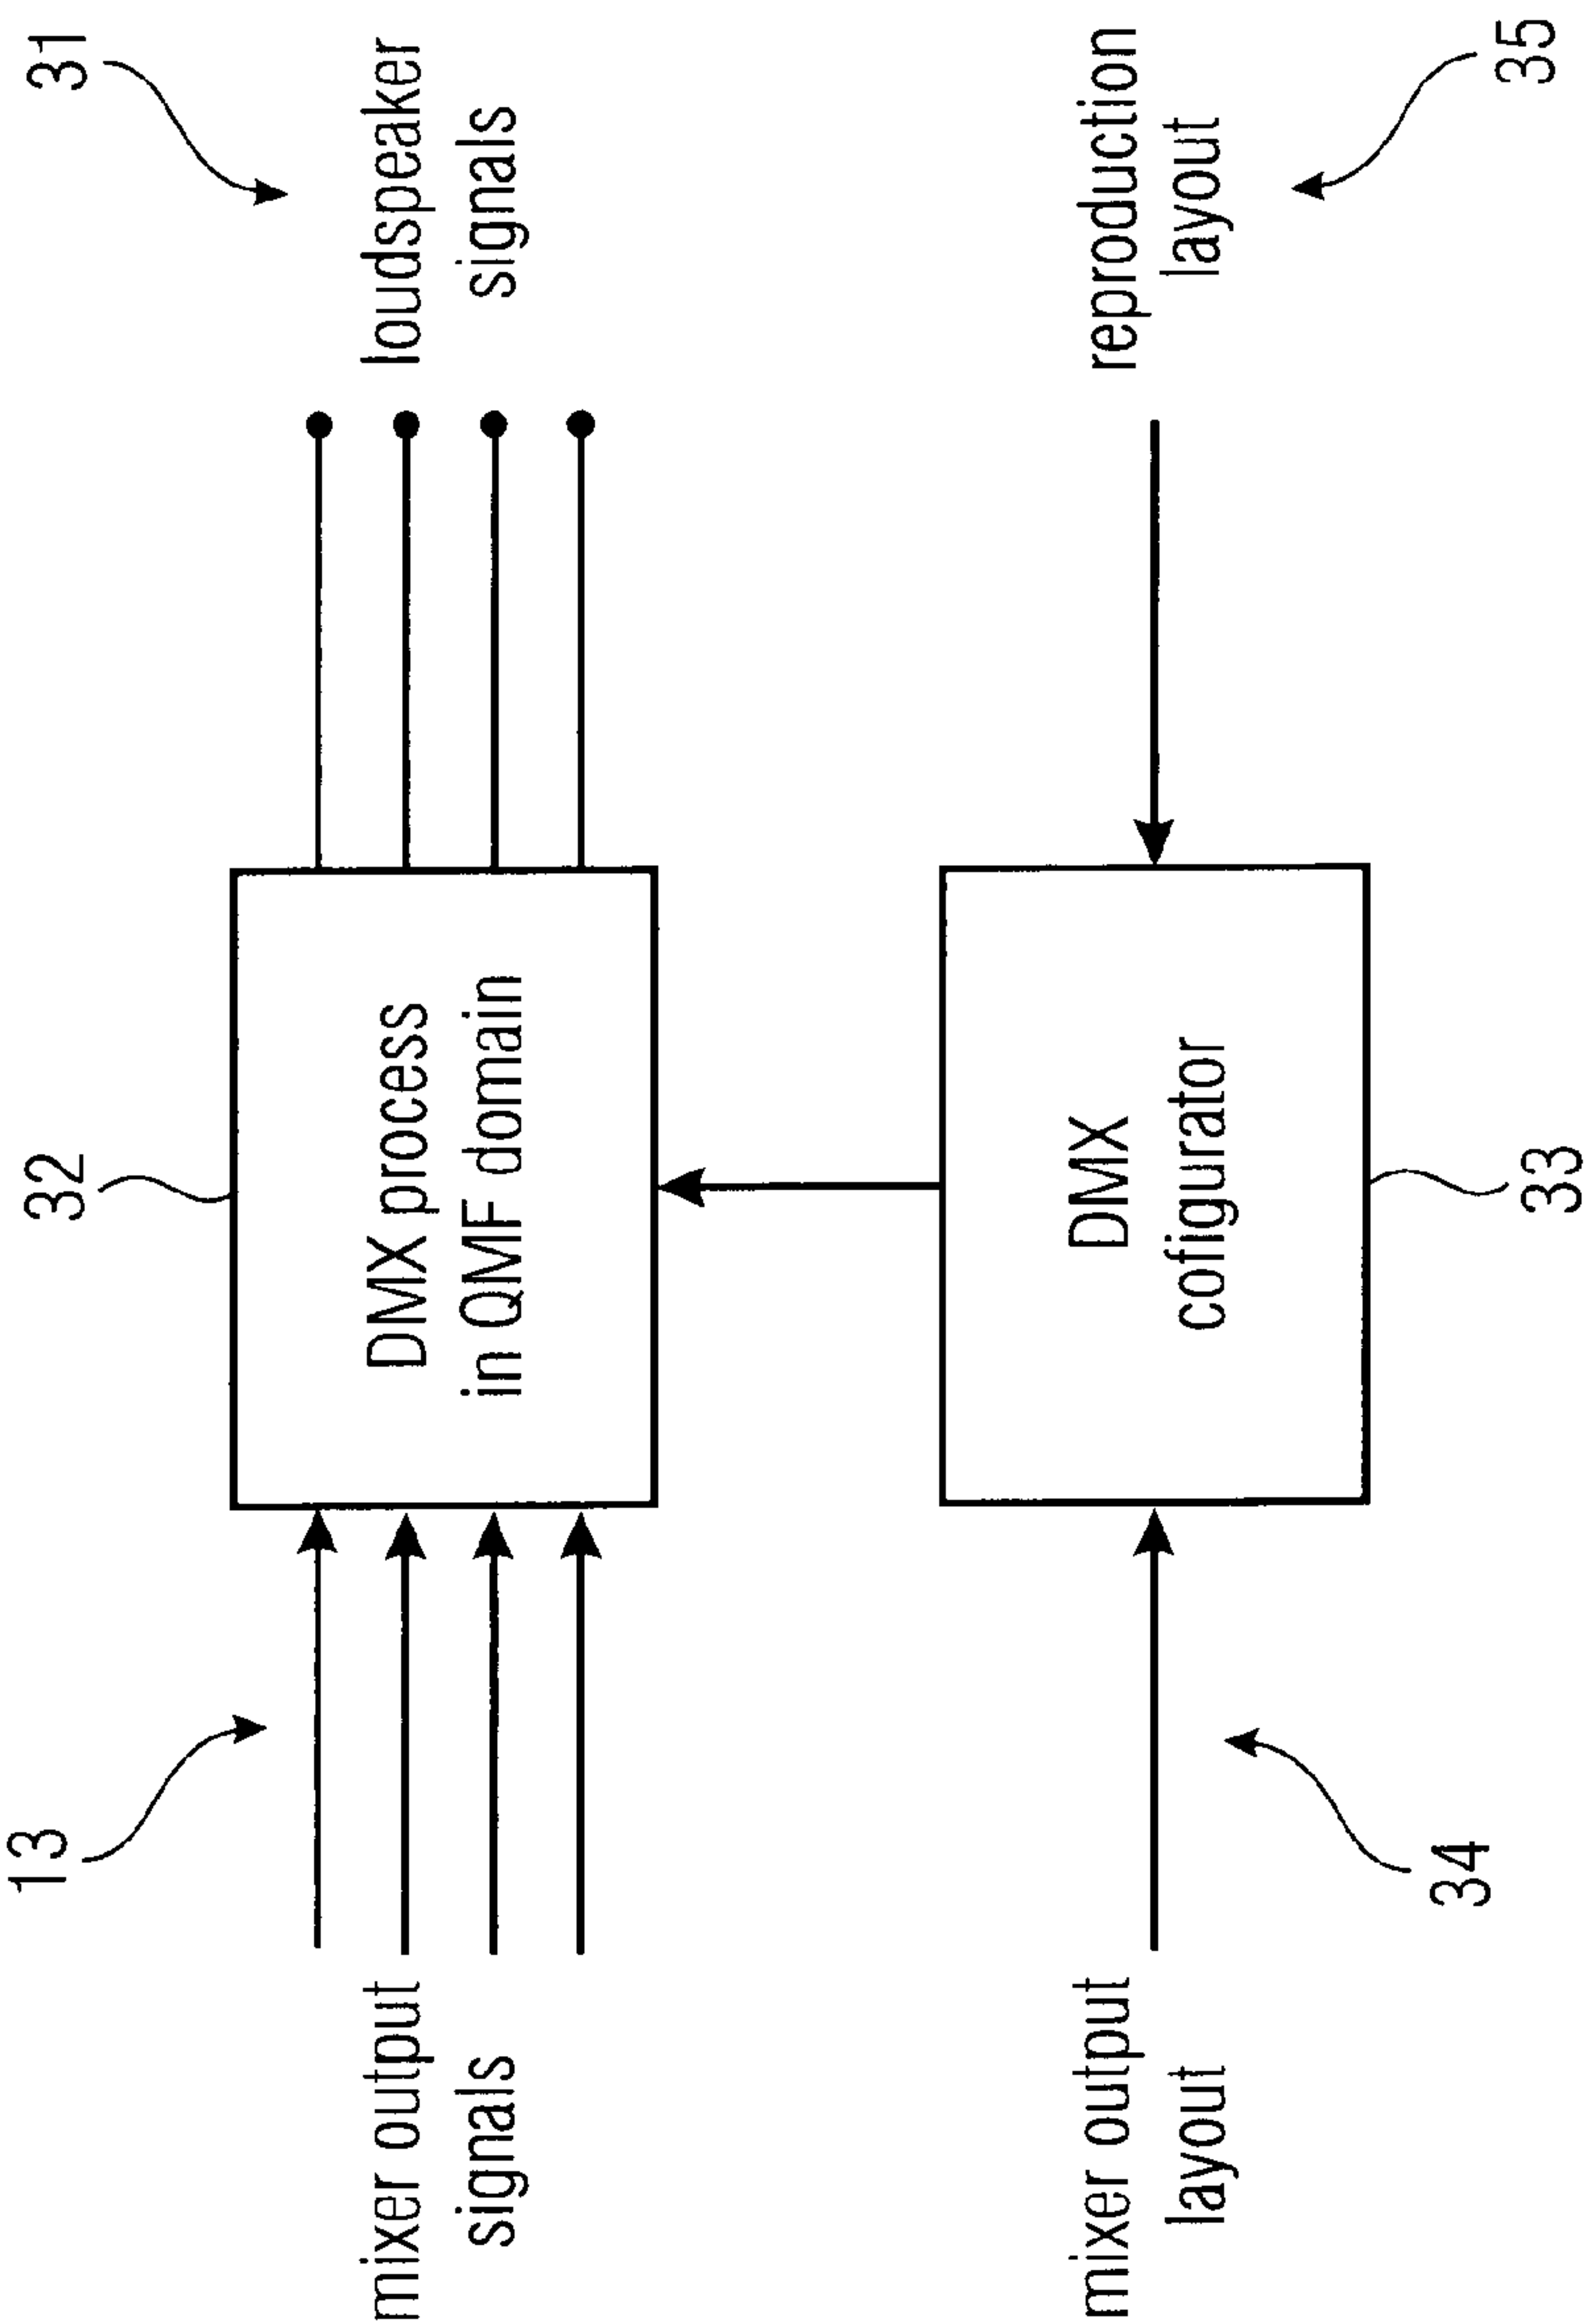 13
32
31
mixer output
signals
DMX process
in QMF domain
loudspeaker
signals
mixer output
layout
DMX
cofigurator
reproduction
layout
34
33
35